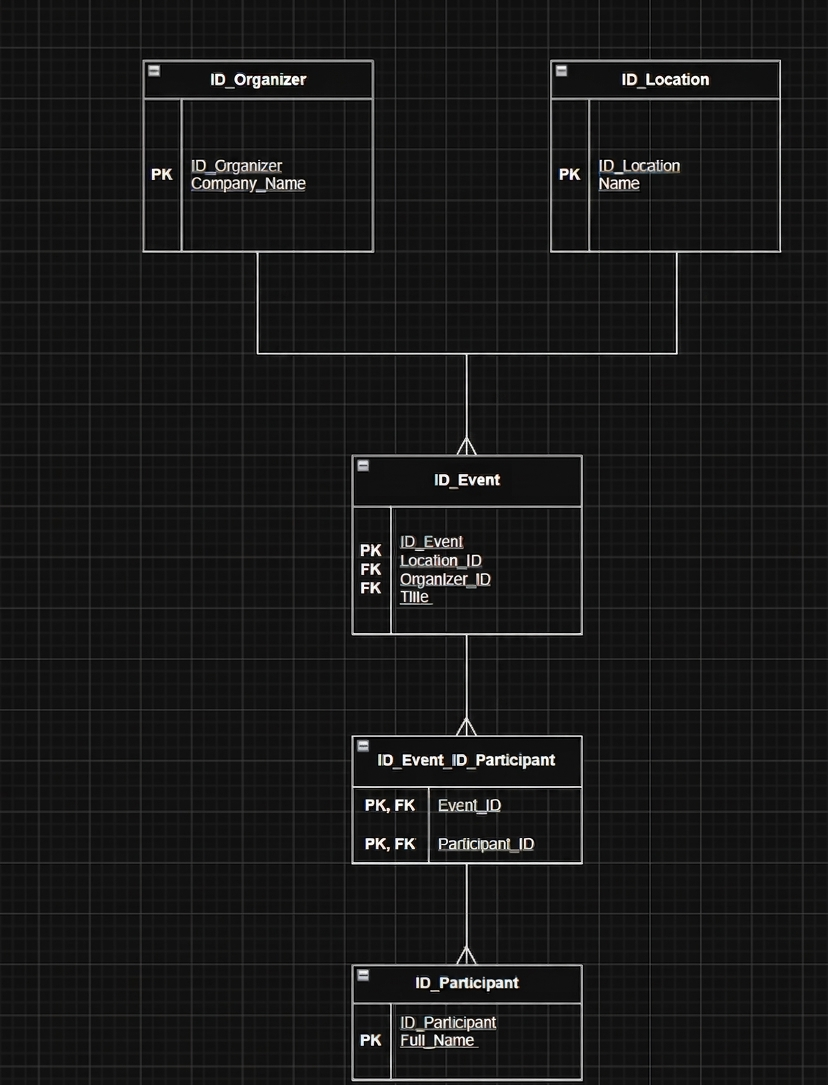 ID_Organizer
PK
ID_Organizer
Company_Name
ID_Location
PK
ID_Location
Name
ID_Event
PK
FK
FK
ID_Event
Location_ID
OrganIzer_ID
TIlle
ID_Event_ID_Participant
PK, FK
Event_ID
PK, FK
Participant_ID
ID_Participant
PK
ID_Participant
Full_Name